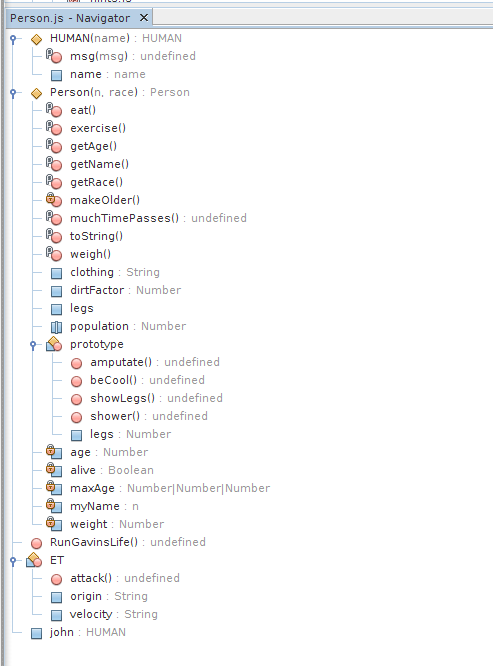 Person.js - Navigator
HUMAN(name) : HUMAN
msg(msg) : undefined
name : name
Person(n, race) : Person
eat()
exercise()
getAge()
getName()
getRace()
makeOlder()
muchTimePasses() : undefined
toString()
weigh()
clothing : String
dirtFactor : Number
legs
population : Number
prototype
amputate() : undefined
beCool() : undefined
showLegs() : undefined
shower() : undefined
legs : Number
age : Number
alive : Boolean
maxAge : Number|Number|Number
myName : n
weight : Number
RunGavinsLife() : undefined
ET
attack() : undefined
origin : String
velocity : String
john : HUMAN